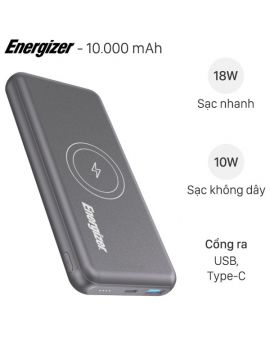 Energizer - 10.000 mAh
18W
Sạc nhanh
10W
Sạc không dây
Cổng ra
USB,
Type-C
Energizer